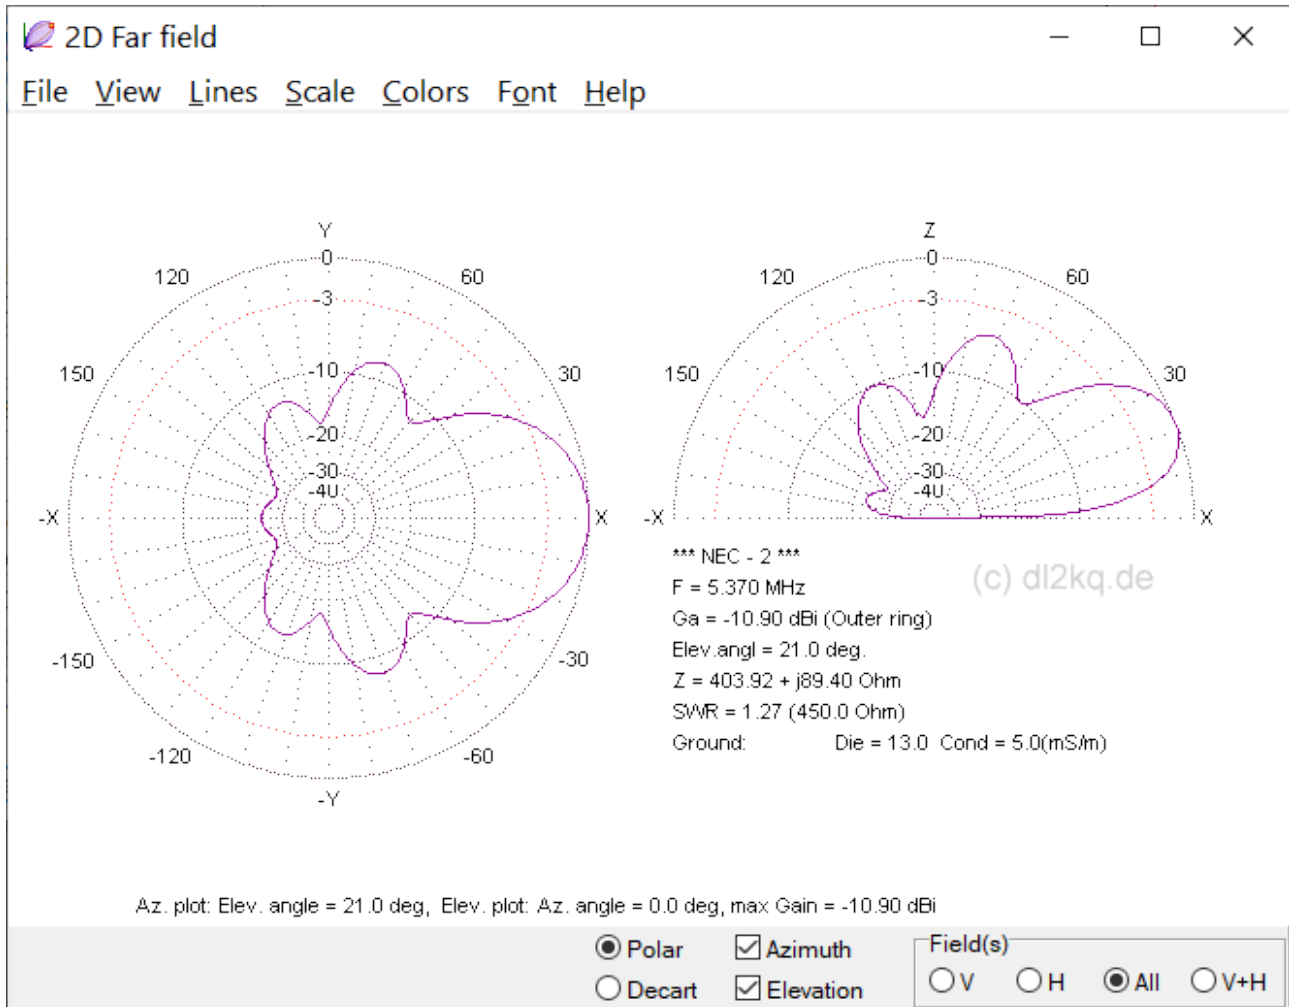 2D Far field
File View Lines Scale Colors Font Help
Y
0
-3
-10
-20
-30
-40
120
60
150
30
-X
X
-150
-30
-120
-60
-Y
Z
0
-3
-10
-20
-30
-40
120
60
150
30
-X
X
*** NEC - 2 ***
F = 5.370 MHz
Ga = -10.90 dBi (Outer ring)
Elev.angl = 21.0 deg.
Z = 403.92 + j89.40 Ohm
SWR = 1.27 (450.0 Ohm)
Ground: Die = 13.0 Cond = 5.0(mS/m)
(c) dl2kq.de
Az. plot: Elev. angle = 21.0 deg, Elev. plot: Az. angle = 0.0 deg, max Gain = -10.90 dBi
Polar Azimuth
Decart Elevation
Field(s)
V H All V+H